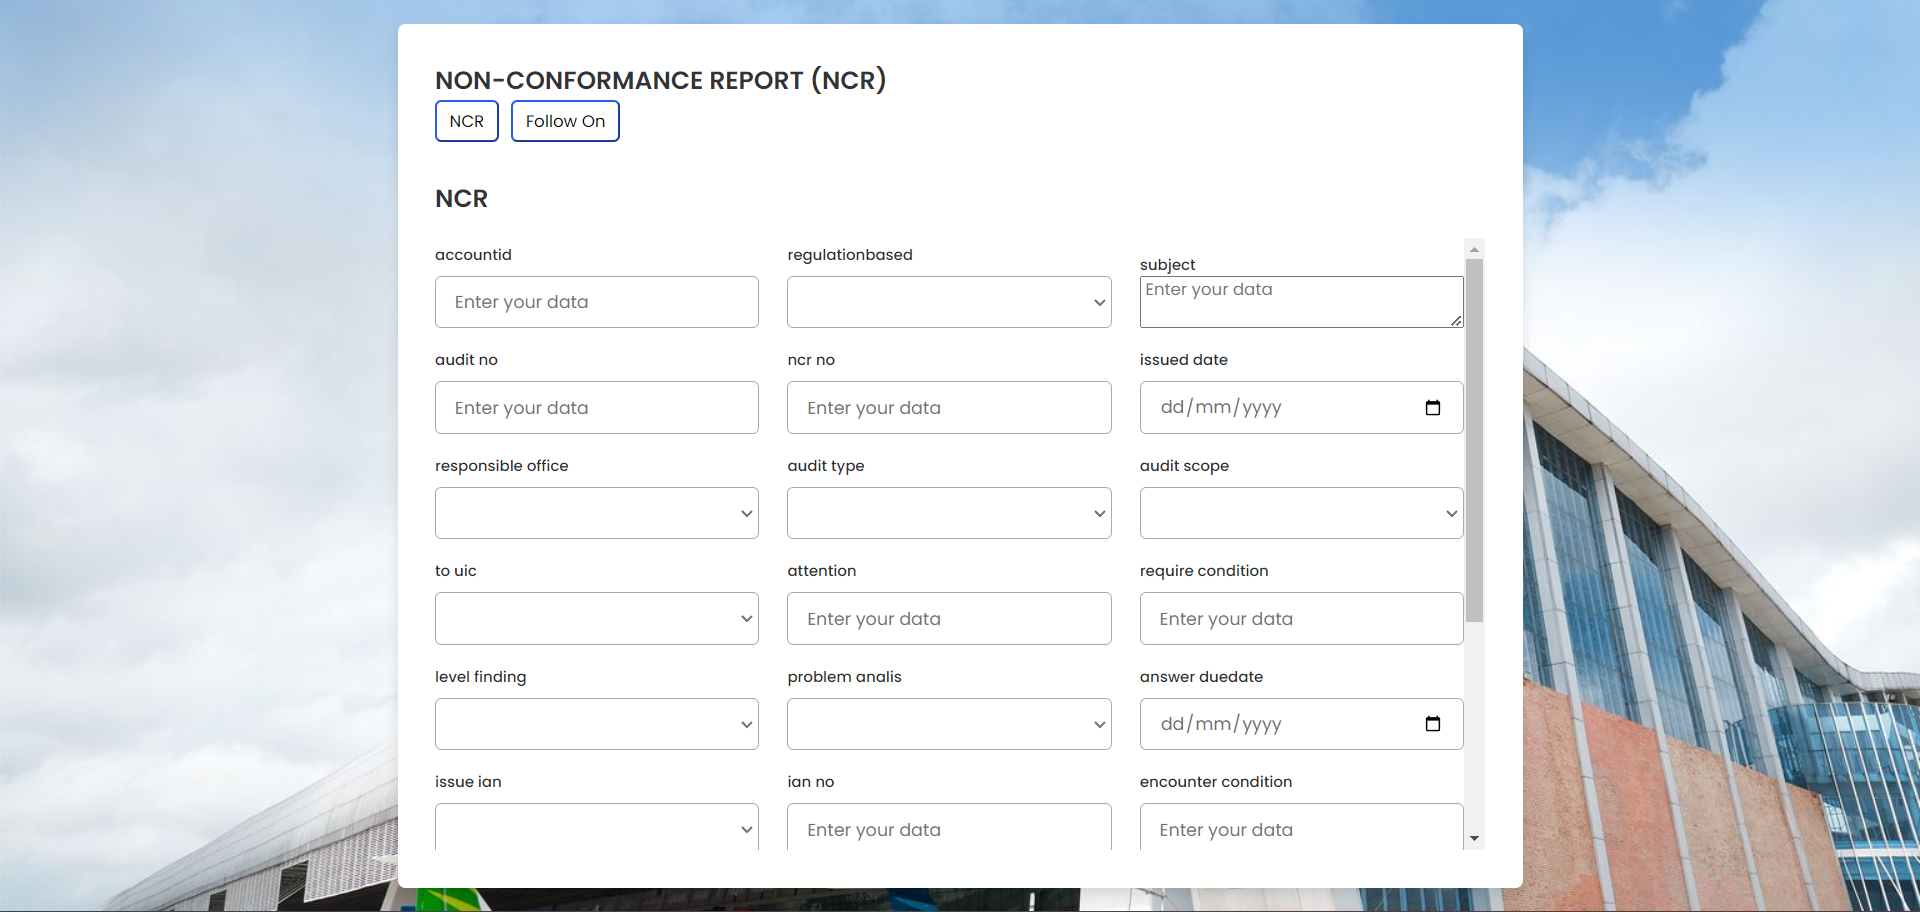 NON-CONFORMANCE REPORT (NCR)
NCR Follow On
NCR
accountid regulationbased subject
Enter your data Enter your data
audit no ncr no issued date
Enter your data Enter your data dd/mm/yyyy
responsible office audit type audit scope
to uic attention require condition
Enter your data Enter your data
level finding problem analis answer duedate
dd/mm/yyyy
issue ian ian no encounter condition
Enter your data Enter your data